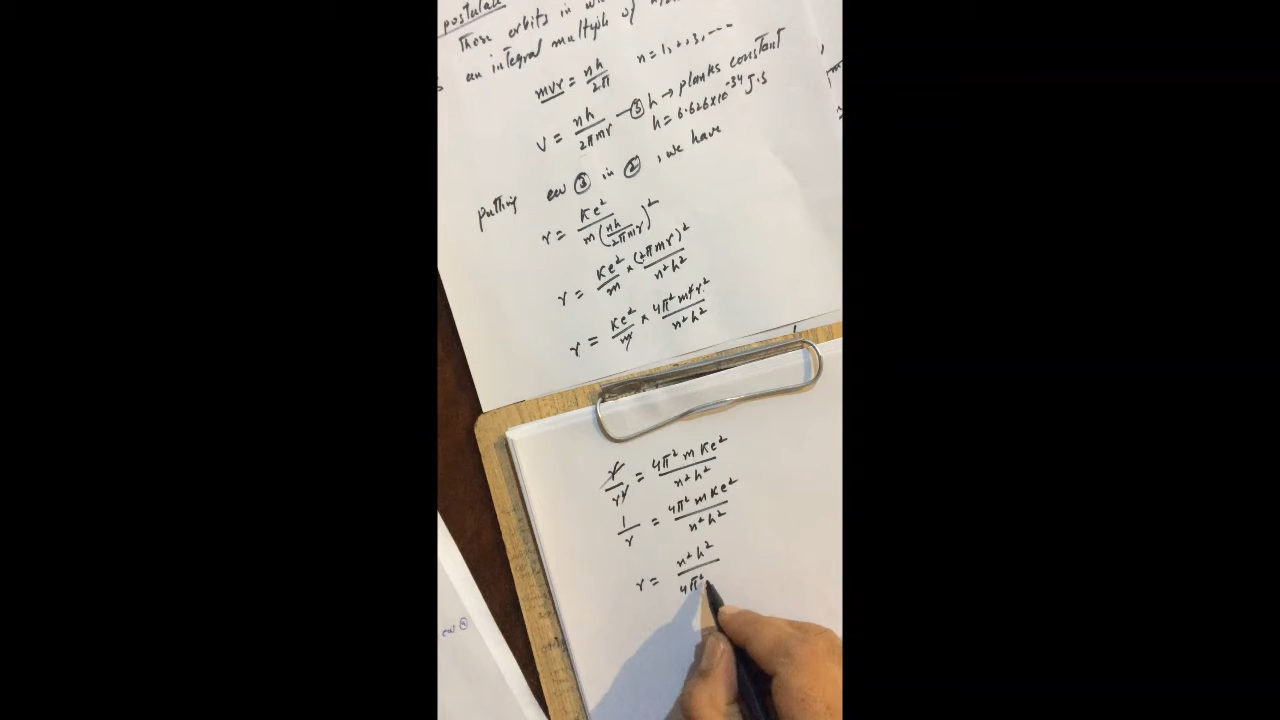 postulate
Those orbits in
an integral multiple of
mvr = nh/2π n = 1, 2, 3, ----
V = nh/2πmr — ③ h → planks constant
h = 6.626×10⁻³⁴ J.s
putting eq ③ in ②, we have
r = Ke²/m(nh/2πmr)²
r = Ke²/m × (2πmr)²/n²h²
r = Ke²/m × 4π²m²r²/n²h²
r/r² = 4π²mKe²/n²h²
1/r = 4π²mKe²/n²h²
r = n²h²/4π²